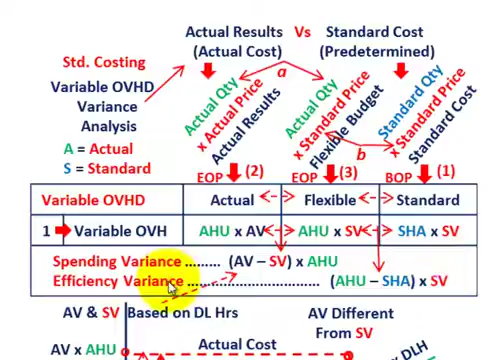 Actual Results Vs Standard Cost
(Actual Cost) (Predetermined)
Std. Costing
Variable OVHD
Variance
Analysis
A = Actual
S = Standard
a
Actual Qty
x Actual Price
Actual Results
Actual Qty
x Standard Price
Flexible Budget
b
Standard Qty
x Standard Price
Standard Cost
EOP (2) EOP (3) BOP (1)
Variable OVHD Actual Flexible Standard
1 Variable OVH AHU x AV AHU x SV SHA x SV
Spending Variance ......... (AV – SV) x AHU
Efficiency Variance................................. (AHU – SHA) x SV
AV & SV Based on DL Hrs AV Different
From SV
AV x AHU Actual Cost
x DLH